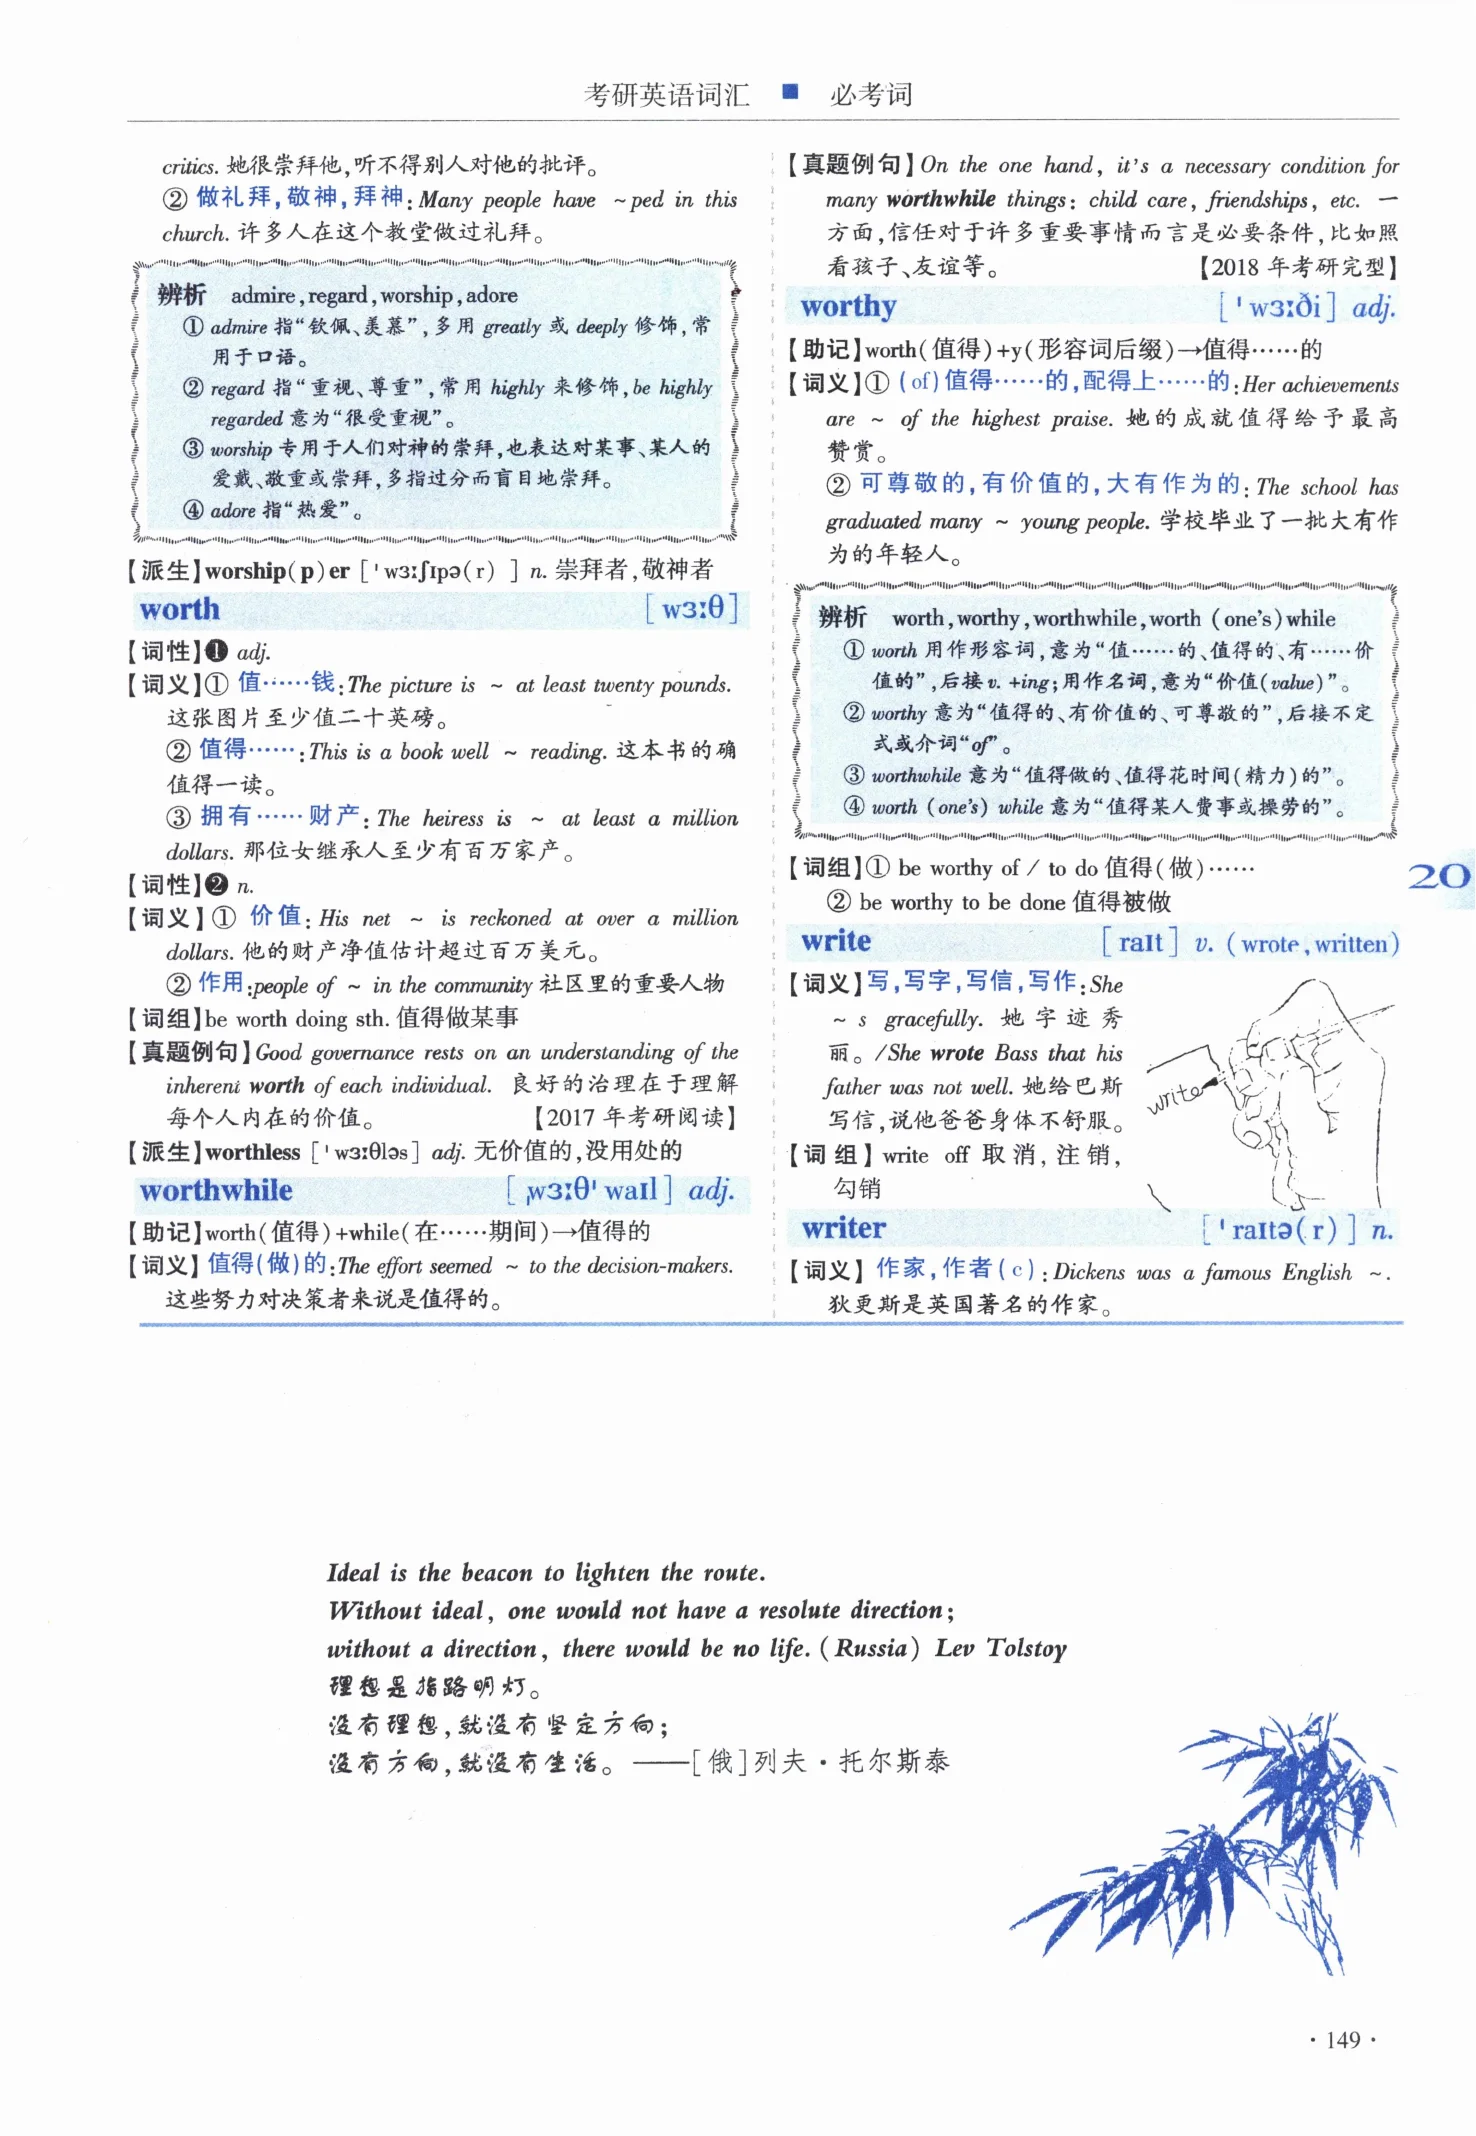 考研英语词汇 ■ 必考词
critics. 她很崇拜他,听不得别人对他的批评。
② 做礼拜,敬神,拜神:Many people have ~ped in this
church. 许多人在这个教堂做过礼拜。
辨析 admire,regard,worship,adore
① admire 指“钦佩、羡慕”,多用 greatly 或 deeply 修饰,常
用于口语。
② regard 指“重视、尊重”,常用 highly 来修饰,be highly
regarded 意为“很受重视”。
③ worship 专用于人们对神的崇拜,也表达对某事、某人的
爱戴、敬重或崇拜,多指过分而盲目地崇拜。
④ adore 指“热爱”。
【派生】worship(p)er [ˈwɜːʃɪpə(r) ] n. 崇拜者,敬神者
worth [wɜːθ]
【词性】❶ adj.
【词义】① 值……钱:The picture is ~ at least twenty pounds.
这张图片至少值二十英磅。
② 值得……:This is a book well ~ reading. 这本书的确
值得一读。
③ 拥有……财产:The heiress is ~ at least a million
dollars. 那位女继承人至少有百万家产。
【词性】❷ n.
【词义】① 价值:His net ~ is reckoned at over a million
dollars. 他的财产净值估计超过百万美元。
② 作用:people of ~ in the community 社区里的重要人物
【词组】be worth doing sth. 值得做某事
【真题例句】Good governance rests on an understanding of the
inherent worth of each individual. 良好的治理在于理解
每个人内在的价值。 【2017 年考研阅读】
【派生】worthless [ˈwɜːθləs] adj. 无价值的,没用处的
worthwhile [ˌwɜːθˈwaɪl] adj.
【助记】worth(值得)+while(在……期间)→值得的
【词义】值得(做)的:The effort seemed ~ to the decision-makers.
这些努力对决策者来说是值得的。
【真题例句】On the one hand, it's a necessary condition for
many worthwhile things: child care, friendships, etc. 一
方面,信任对于许多重要事情而言是必要条件,比如照
看孩子、友谊等。 【2018 年考研完型】
worthy [ˈwɜːði] adj.
【助记】worth(值得)+y(形容词后缀)→值得……的
【词义】① (of)值得……的,配得上……的:Her achievements
are ~ of the highest praise. 她的成就值得给予最高
赞赏。
② 可尊敬的,有价值的,大有作为的:The school has
graduated many ~ young people. 学校毕业了一批大有作
为的年轻人。
辨析 worth,worthy,worthwhile,worth (one's)while
① worth 用作形容词,意为“值……的、值得的、有……价
值的”,后接 v. +ing;用作名词,意为“价值(value)”。
② worthy 意为“值得的、有价值的、可尊敬的”,后接不定
式或介词“of”。
③ worthwhile 意为“值得做的、值得花时间(精力)的”。
④ worth (one's) while 意为“值得某人费事或操劳的”。
【词组】① be worthy of / to do 值得(做)……
② be worthy to be done 值得被做
write [raɪt] v. (wrote,written)
【词义】写,写字,写信,写作:She
~ s gracefully. 她字迹秀
丽。/She wrote Bass that his
father was not well. 她给巴斯
写信,说他爸爸身体不舒服。
【词组】write off 取消,注销,
勾销
write
writer [ˈraɪtə(r)] n.
【词义】作家,作者(c):Dickens was a famous English ~.
狄更斯是英国著名的作家。
20
Ideal is the beacon to lighten the route.
Without ideal, one would not have a resolute direction;
without a direction, there would be no life. (Russia) Lev Tolstoy
理想是指路明灯。
没有理想,就没有坚定方向;
没有方向,就没有生活。——[俄]列夫·托尔斯泰
· 149 ·